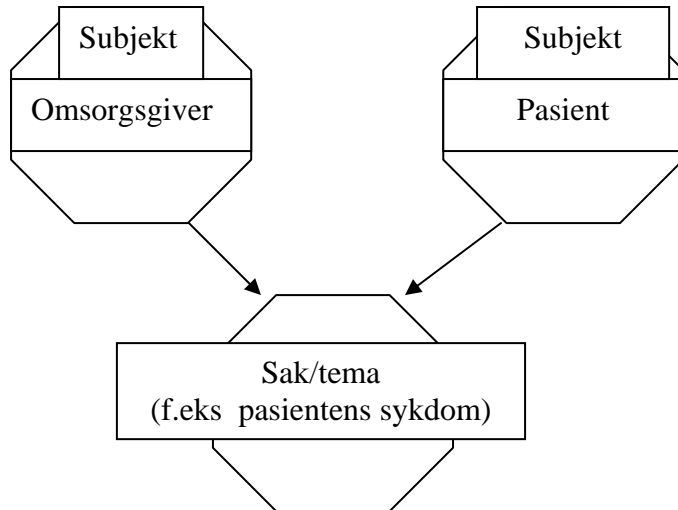 Subjekt
Omsorgsgiver
Subjekt
Pasient
Sak/tema
(f.eks pasientens sykdom)